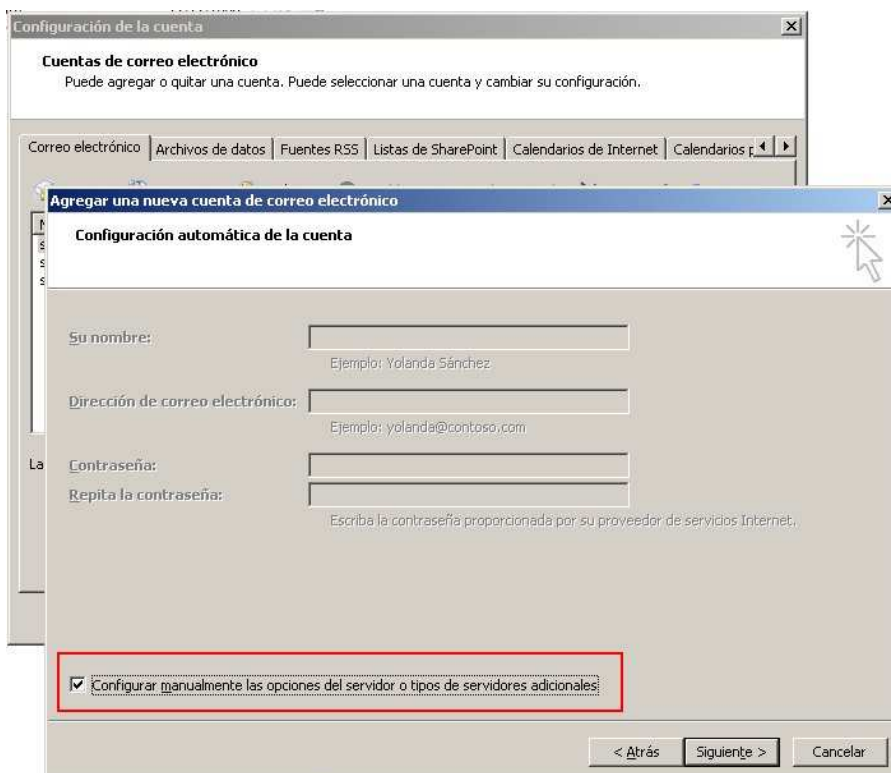 Configuración de la cuenta
Cuentas de correo electrónico
Puede agregar o quitar una cuenta. Puede seleccionar una cuenta y cambiar su configuración.
Correo electrónico Archivos de datos Fuentes RSS Listas de SharePoint Calendarios de Internet Calendarios
Agregar una nueva cuenta de correo electrónico
Configuración automática de la cuenta
Su nombre:
Ejemplo: Yolanda Sánchez
Dirección de correo electrónico:
Ejemplo: yolanda@contoso.com
La
Contraseña:
Repita la contraseña:
Escriba la contraseña proporcionada por su proveedor de servicios Internet.
Configurar manualmente las opciones del servidor o tipos de servidores adicionales
< Atrás Siguiente > Cancelar